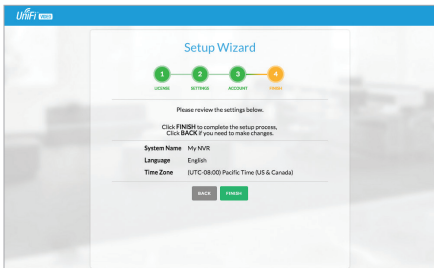 UniFi VIDEO
Setup Wizard
1 2 3 4
LICENSE SETTINGS ACCOUNT FINISH
Please review the settings below.
Click FINISH to complete the setup process,
Click BACK if you need to make changes.
System Name My NVR
Language English
Time Zone (UTC-08:00) Pacific Time (US & Canada)
BACK FINISH